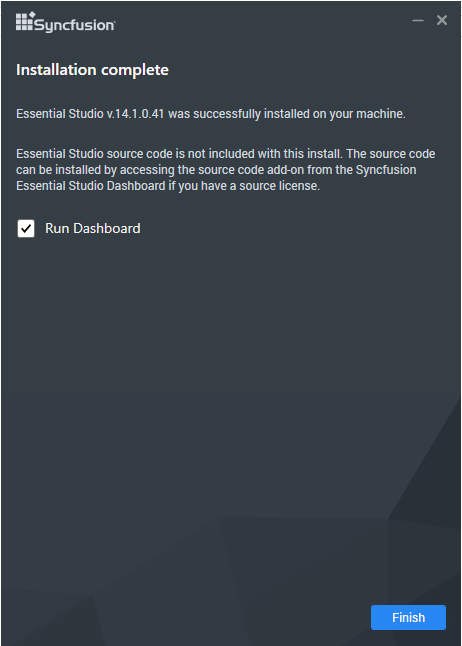 Syncfusion
Installation complete
Essential Studio v.14.1.0.41 was successfully installed on your machine.
Essential Studio source code is not included with this install. The source code
can be installed by accessing the source code add-on from the Syncfusion
Essential Studio Dashboard if you have a source license.
Run Dashboard
Finish